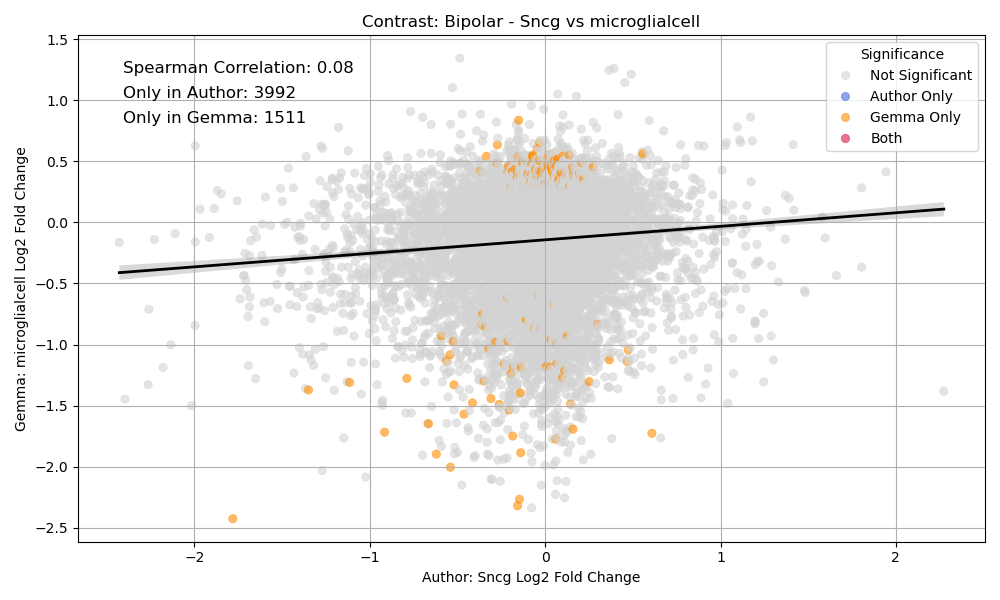 Contrast: Bipolar - Sncg vs microglialcell
Spearman Correlation: 0.08
Only in Author: 3992
Only in Gemma: 1511
Significance
Not Significant
Author Only
Gemma Only
Both
Gemma: microglialcell Log2 Fold Change
1.5
1.0
0.5
0.0
−0.5
−1.0
−1.5
−2.0
−2.5
−2
−1
0
1
2
Author: Sncg Log2 Fold Change